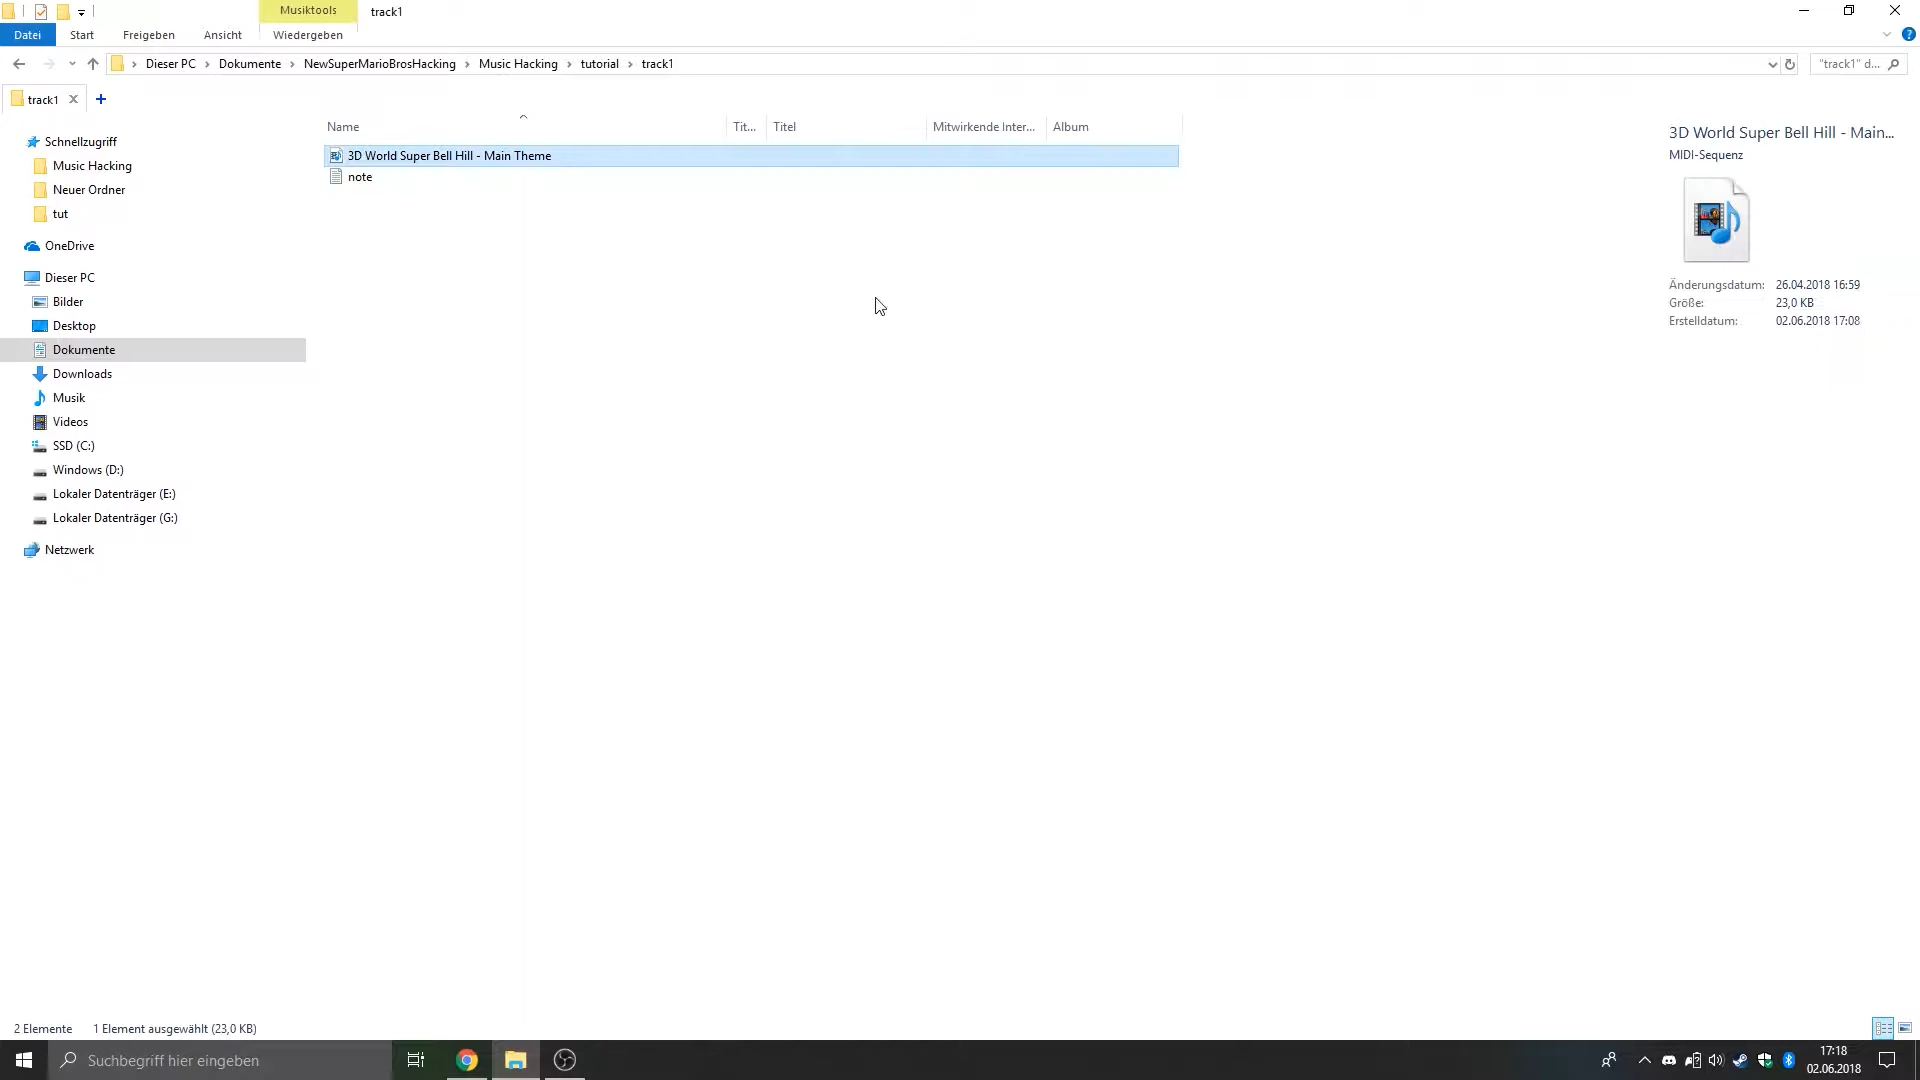 Musiktools
track1
Datei Start Freigeben Ansicht Wiedergeben
Dieser PC Dokumente NewSuperMarioBrosHacking Music Hacking tutorial track1
"track1" d...
track1
Name Tit... Titel Mitwirkende Inter... Album
3D World Super Bell Hill - Main Theme
note
Schnellzugriff
Music Hacking
Neuer Ordner
tut
OneDrive
Dieser PC
Bilder
Desktop
Dokumente
Downloads
Musik
Videos
SSD (C:)
Windows (D:)
Lokaler Datenträger (E:)
Lokaler Datenträger (G:)
Netzwerk
3D World Super Bell Hill - Main...
MIDI-Sequenz
Änderungsdatum: 26.04.2018 16:59
Größe: 23,0 KB
Erstelldatum: 02.06.2018 17:08
2 Elemente 1 Element ausgewählt (23,0 KB)
Suchbegriff hier eingeben
17:18
02.06.2018